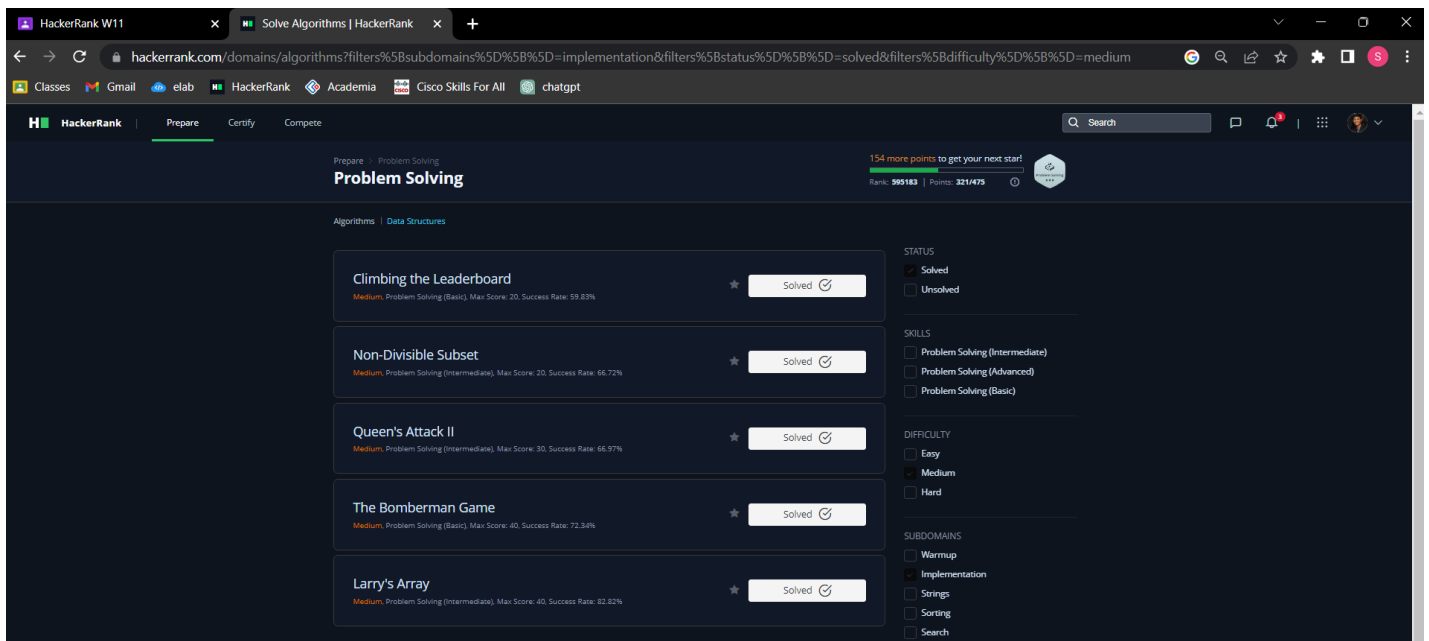 HackerRank W11
Solve Algorithms | HackerRank
hackerrank.com/domains/algorithms?filters%5Bsubdomains%5D%5B%5D=implementation&filters%5Bstatus%5D%5B%5D=solved&filters%5Bdifficulty%5D%5B%5D=medium
S
Classes Gmail elab HackerRank Academia Cisco Skills For All chatgpt
HackerRank | Prepare Certify Compete Search 3
Prepare > Problem Solving
Problem Solving
154 more points to get your next star!
Rank: 595183 | Points: 321/475
Problem Solving
Algorithms | Data Structures
Climbing the Leaderboard
Medium, Problem Solving (Basic), Max Score: 20, Success Rate: 59.83%
Solved
Non-Divisible Subset
Medium, Problem Solving (Intermediate), Max Score: 20, Success Rate: 66.72%
Solved
Queen's Attack II
Medium, Problem Solving (Intermediate), Max Score: 30, Success Rate: 66.97%
Solved
The Bomberman Game
Medium, Problem Solving (Basic), Max Score: 40, Success Rate: 72.34%
Solved
Larry's Array
Medium, Problem Solving (Intermediate), Max Score: 40, Success Rate: 82.82%
Solved
STATUS
Solved
Unsolved
SKILLS
Problem Solving (Intermediate)
Problem Solving (Advanced)
Problem Solving (Basic)
DIFFICULTY
Easy
Medium
Hard
SUBDOMAINS
Warmup
Implementation
Strings
Sorting
Search